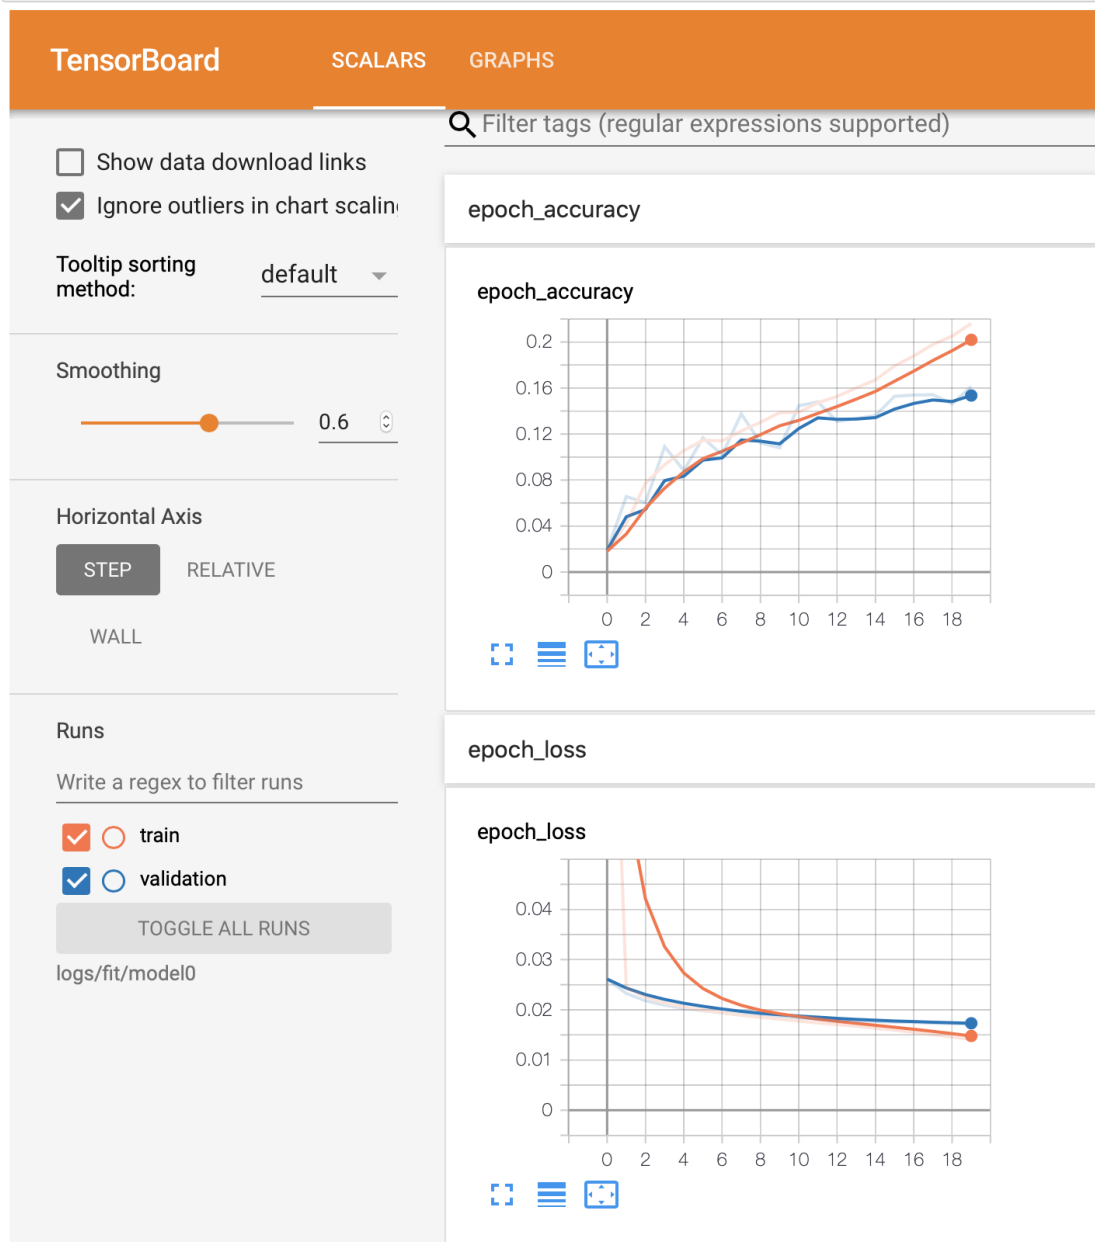 TensorBoard
SCALARS
GRAPHS
Show data download links
Ignore outliers in chart scalin
Tooltip sorting
method:
default
Smoothing
0.6
Horizontal Axis
STEP
RELATIVE
WALL
Runs
Write a regex to filter runs
train
validation
TOGGLE ALL RUNS
logs/fit/model0
Filter tags (regular expressions supported)
epoch_accuracy
epoch_accuracy
0.2
0.16
0.12
0.08
0.04
0
0 2 4 6 8 10 12 14 16 18
epoch_loss
epoch_loss
0.04
0.03
0.02
0.01
0
0 2 4 6 8 10 12 14 16 18